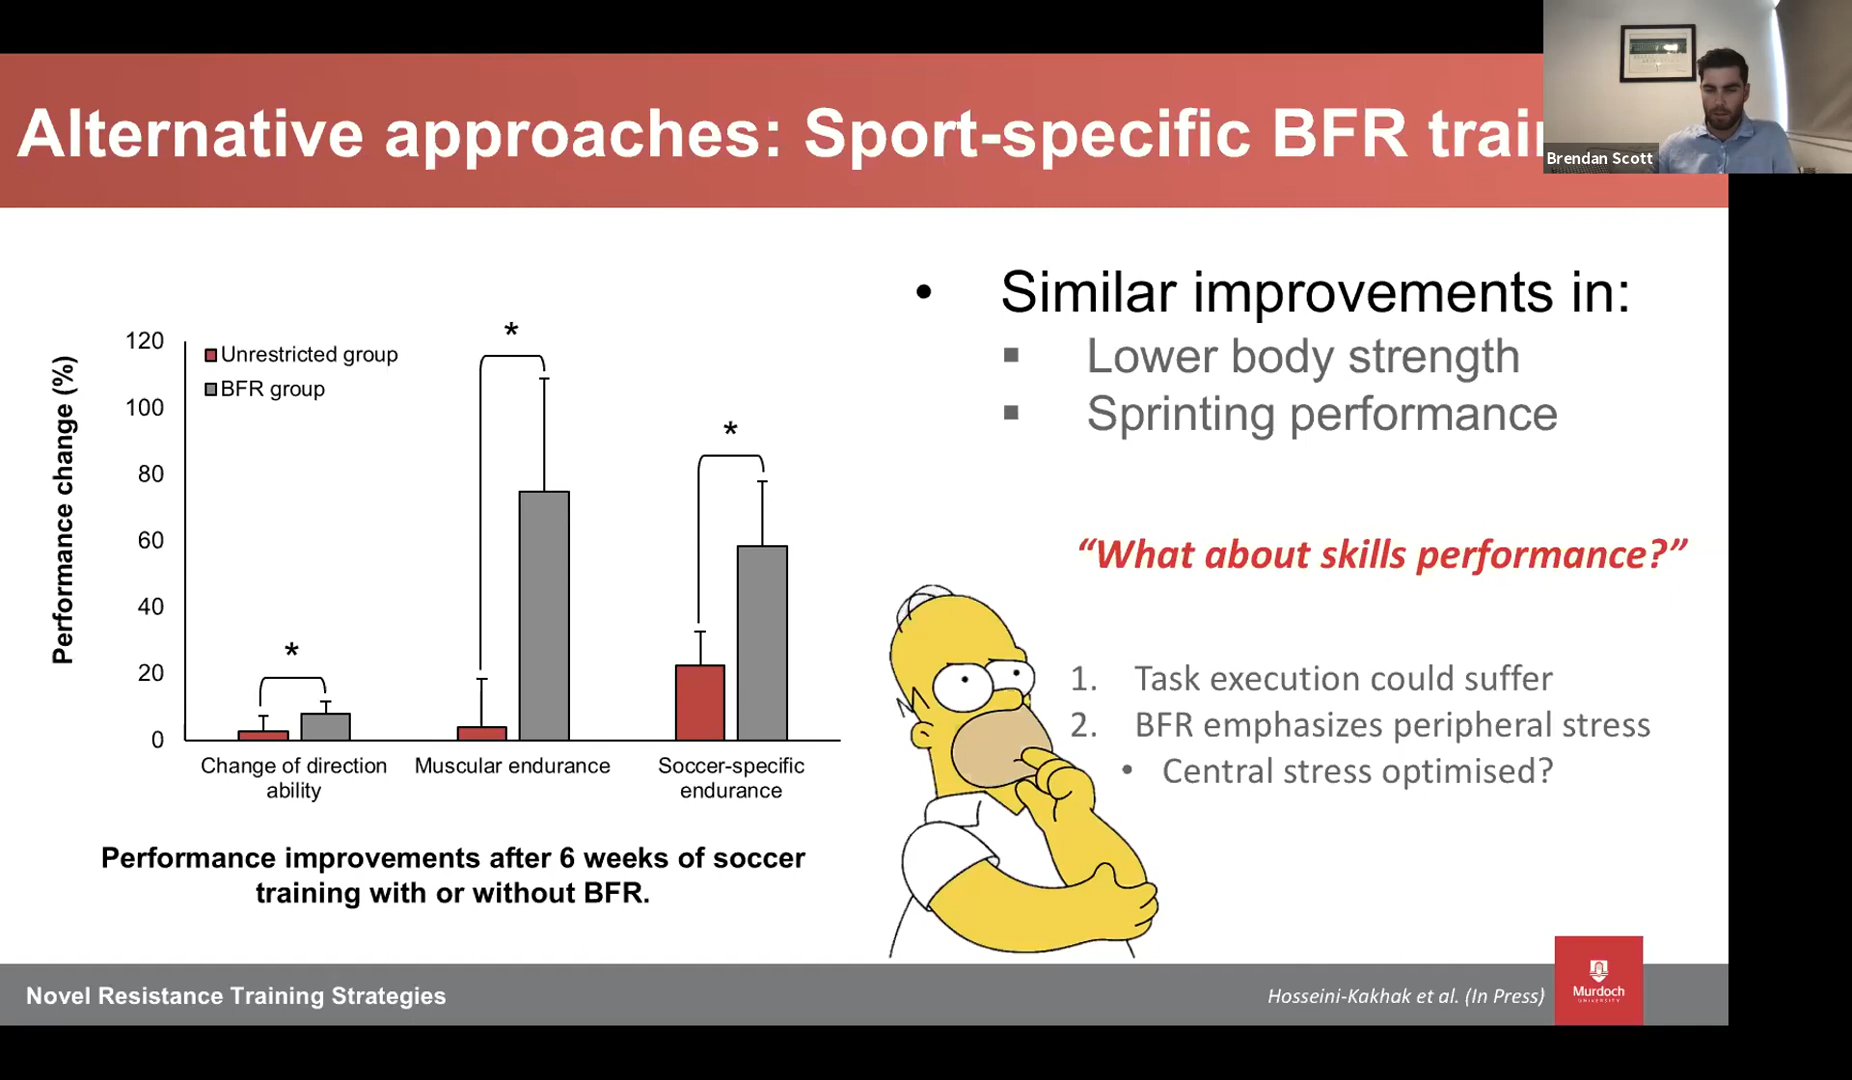 Alternative approaches: Sport-specific BFR trai
Brendan Scott
Performance change (%)
120
100
80
60
40
20
0
Unrestricted group
BFR group
*
*
*
Change of direction
ability
Muscular endurance
Soccer-specific
endurance
Performance improvements after 6 weeks of soccer
training with or without BFR.
• Similar improvements in:
▪ Lower body strength
▪ Sprinting performance
“What about skills performance?”
1. Task execution could suffer
2. BFR emphasizes peripheral stress
• Central stress optimised?
Novel Resistance Training Strategies
Hosseini-Kakhak et al. (In Press)
Murdoch
UNIVERSITY